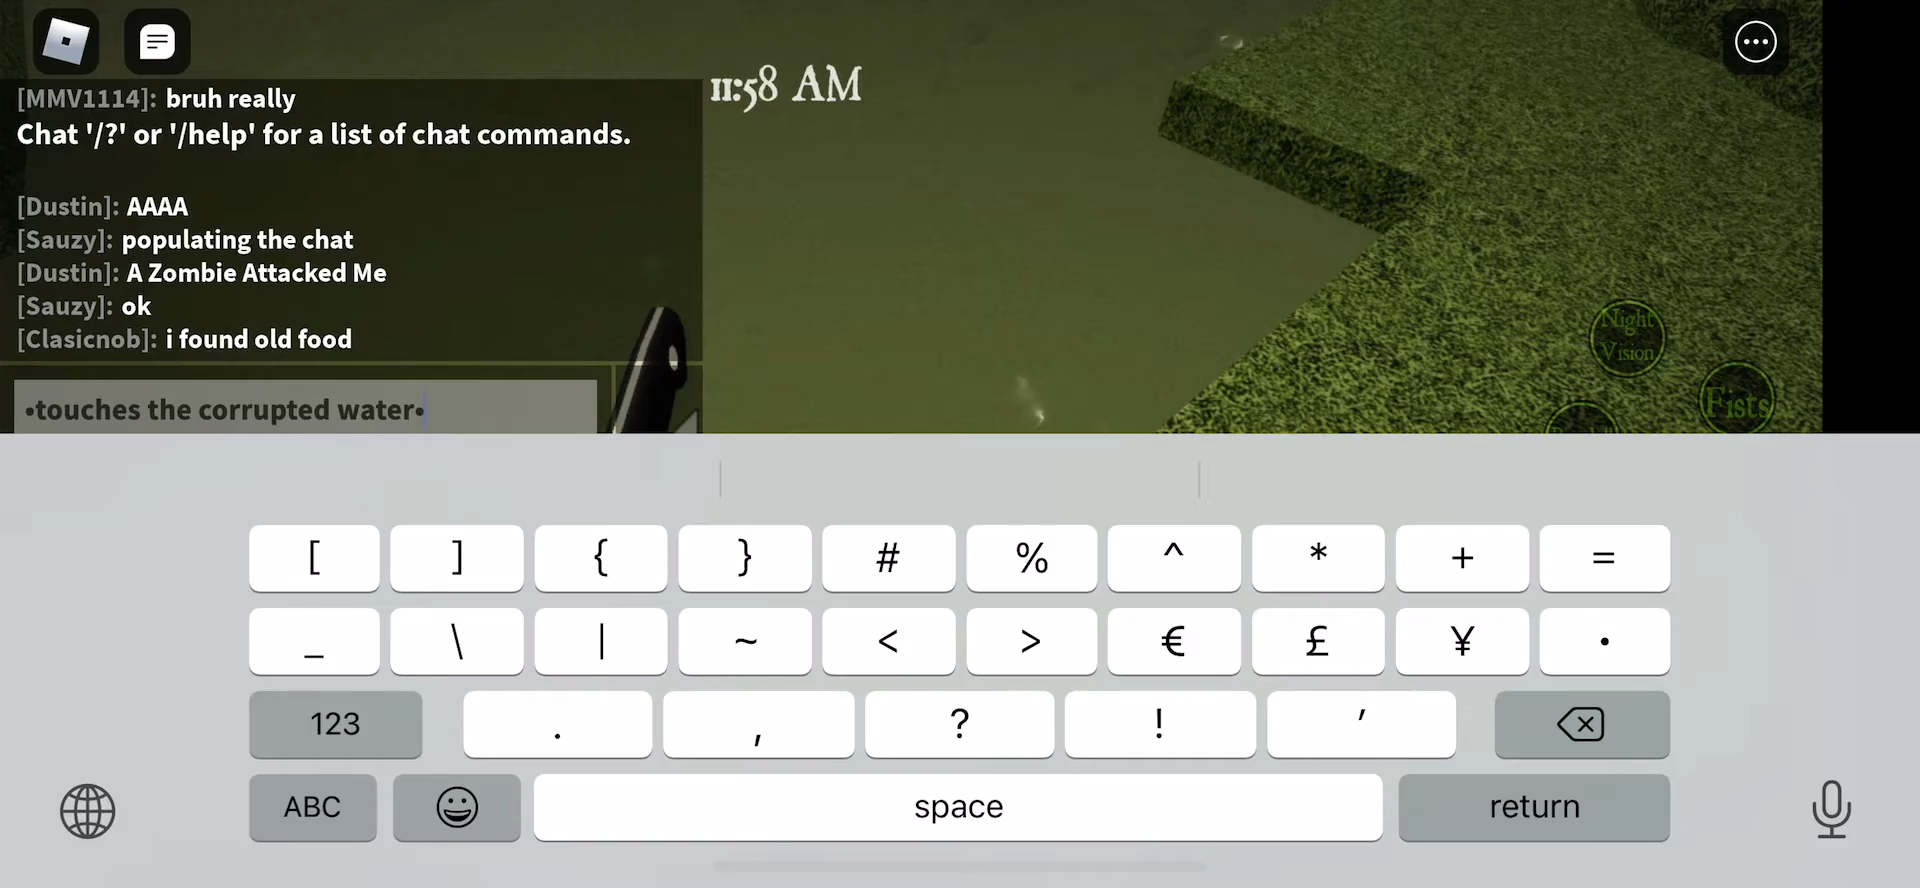 [MMV1114]: bruh really
11:58 AM
Chat '/?' or '/help' for a list of chat commands.
[Dustin]: AAAA
[Sauzy]: populating the chat
[Dustin]: A Zombie Attacked Me
[Sauzy]: ok
[Clasicnob]: i found old food
Night
Vision
Fists
•touches the corrupted water•
[ ] { } # % ^ * + =
_ \ | ~ < > € £ ¥ •
123 . , ? ! ′
ABC space return